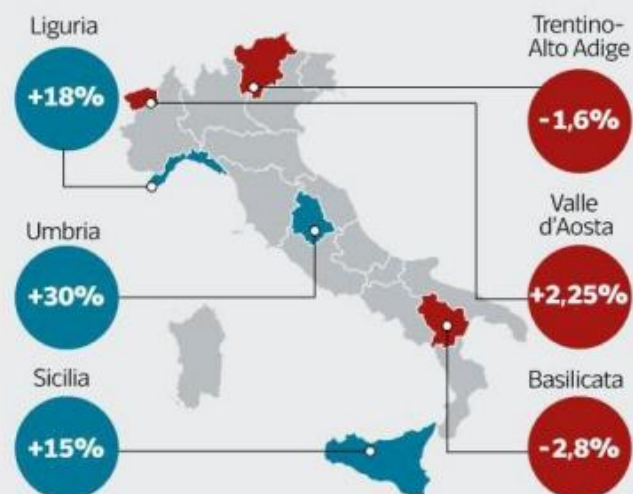 Liguria
+18%
Umbria
+30%
Sicilia
+15%
Trentino-
Alto Adige
-1,6%
Valle
d'Aosta
+2,25%
Basilicata
-2,8%